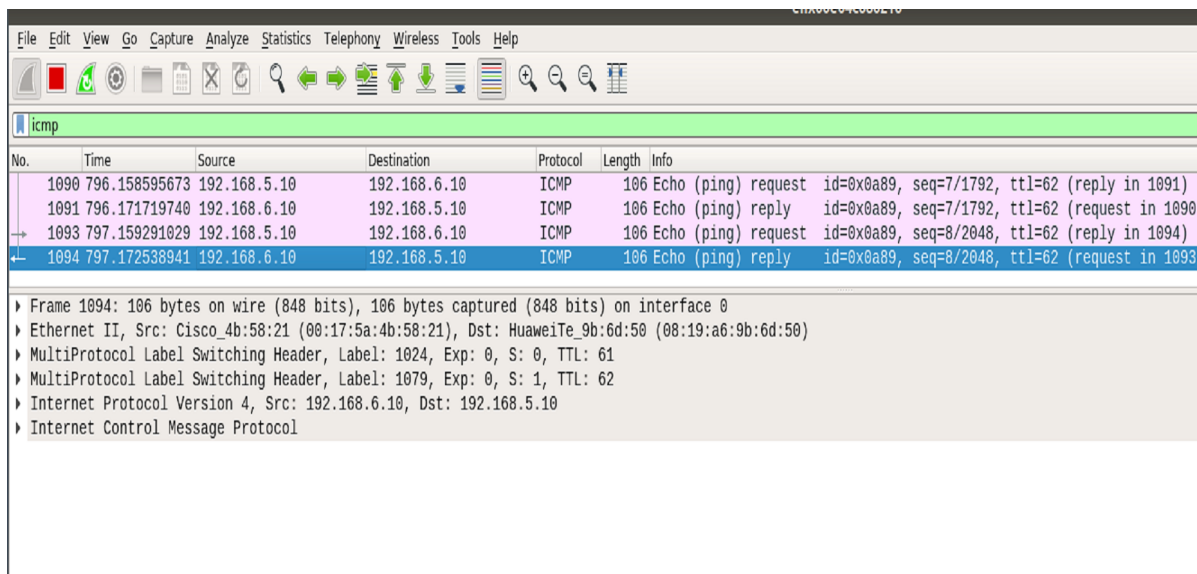 File Edit View Go Capture Analyze Statistics Telephony Wireless Tools Help
icmp
No. Time Source Destination Protocol Length Info
1090 796.158595673 192.168.5.10 192.168.6.10 ICMP 106 Echo (ping) request id=0x0a89, seq=7/1792, ttl=62 (reply in 1091)
1091 796.171719740 192.168.6.10 192.168.5.10 ICMP 106 Echo (ping) reply id=0x0a89, seq=7/1792, ttl=62 (request in 1090
1093 797.159291029 192.168.5.10 192.168.6.10 ICMP 106 Echo (ping) request id=0x0a89, seq=8/2048, ttl=62 (reply in 1094)
1094 797.172538941 192.168.6.10 192.168.5.10 ICMP 106 Echo (ping) reply id=0x0a89, seq=8/2048, ttl=62 (request in 1093
Frame 1094: 106 bytes on wire (848 bits), 106 bytes captured (848 bits) on interface 0
Ethernet II, Src: Cisco_4b:58:21 (00:17:5a:4b:58:21), Dst: HuaweiTe_9b:6d:50 (08:19:a6:9b:6d:50)
MultiProtocol Label Switching Header, Label: 1024, Exp: 0, S: 0, TTL: 61
MultiProtocol Label Switching Header, Label: 1079, Exp: 0, S: 1, TTL: 62
Internet Protocol Version 4, Src: 192.168.6.10, Dst: 192.168.5.10
Internet Control Message Protocol